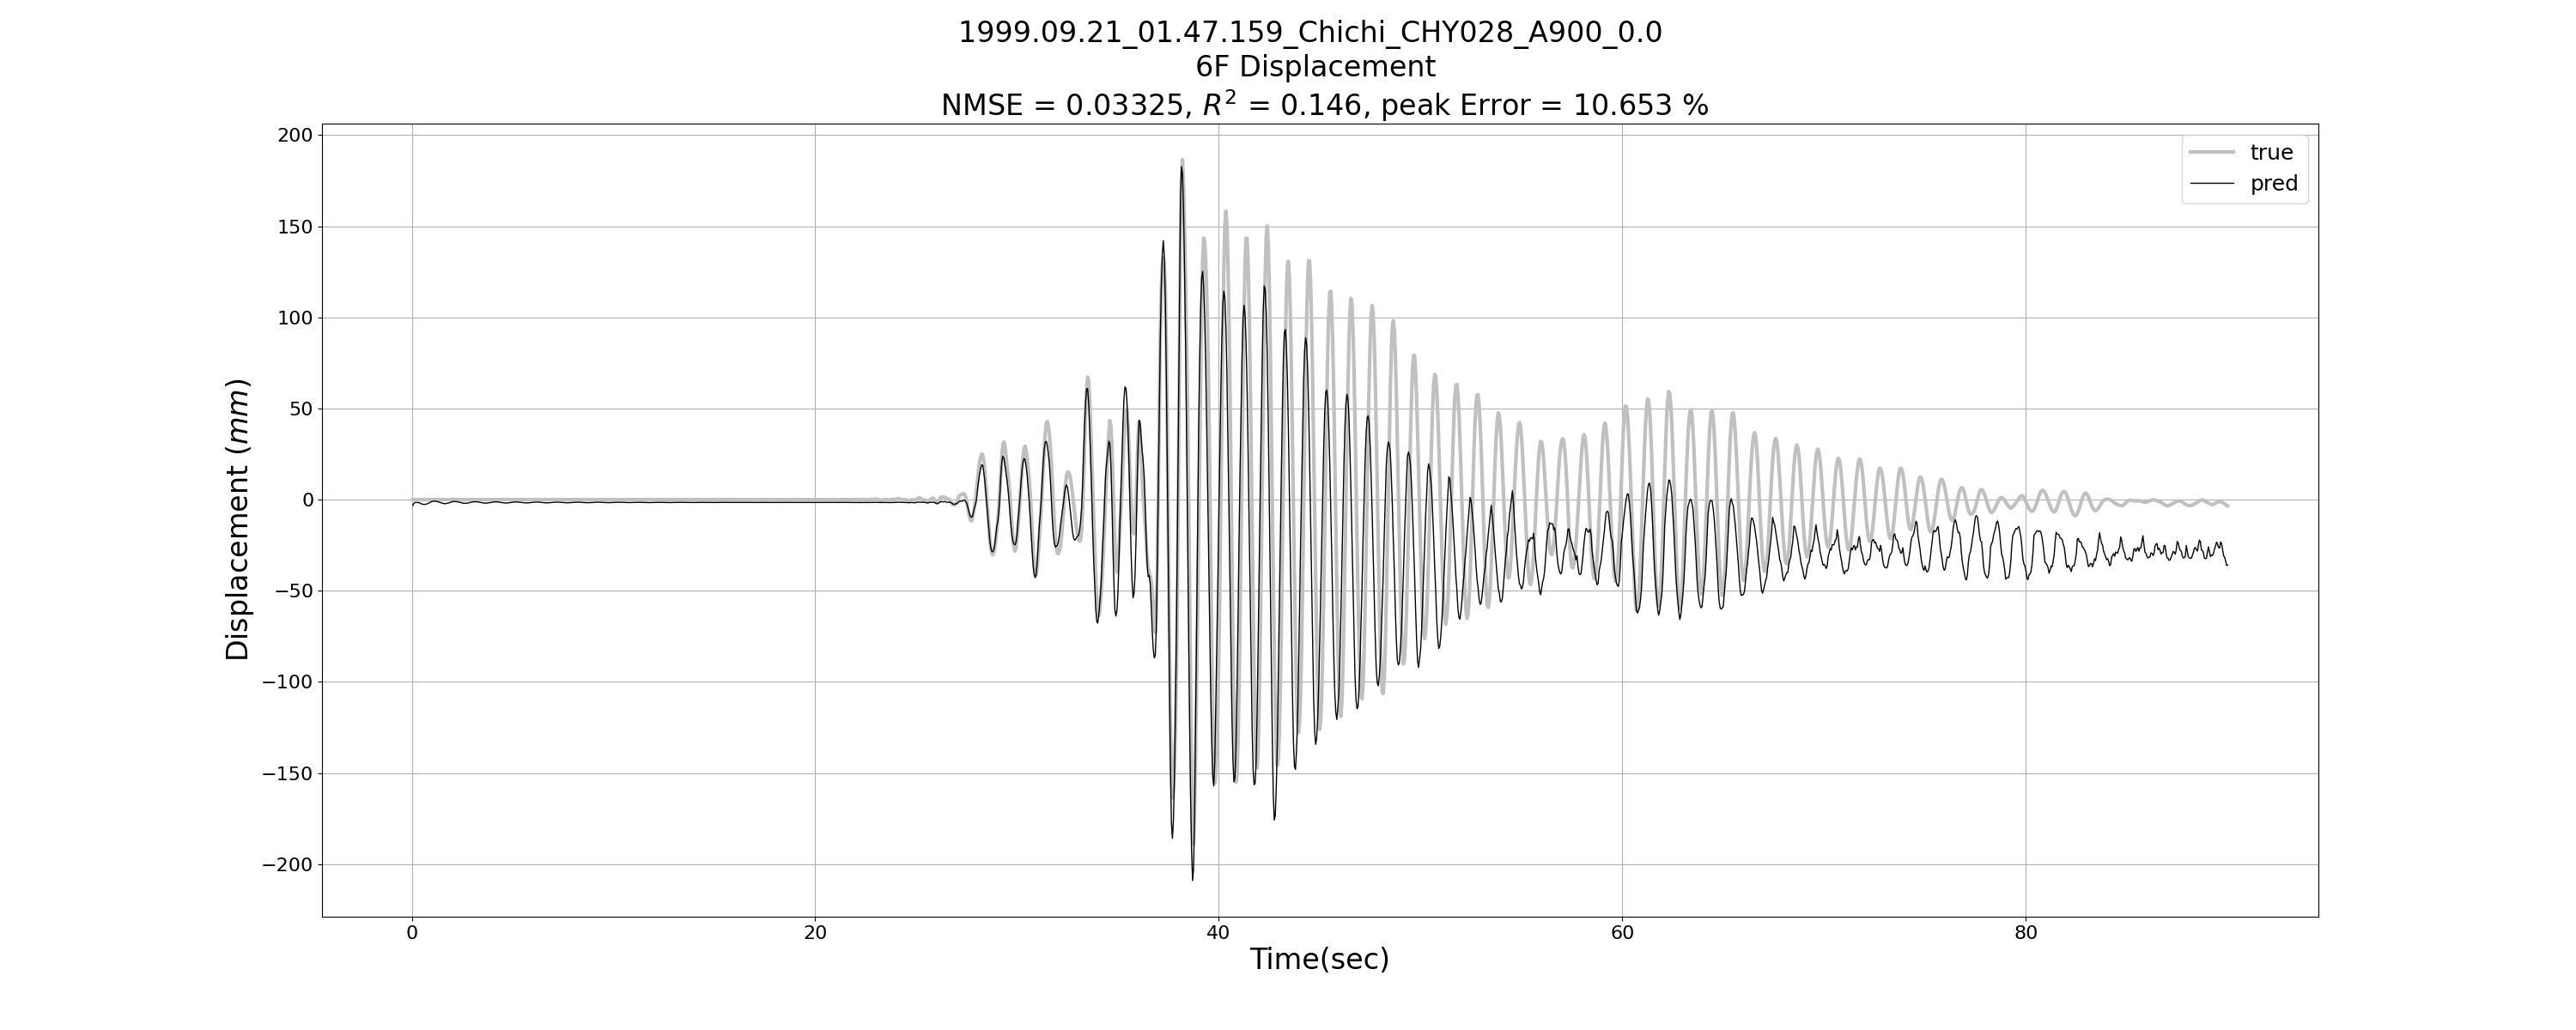 1999.09.21_01.47.159_Chichi_CHY028_A900_0.0
6F Displacement
NMSE = 0.03325, R² = 0.146, peak Error = 10.653 %
true
pred
200
150
100
50
0
−50
−100
−150
−200
Displacement (mm)
0 20 40 60 80
Time(sec)